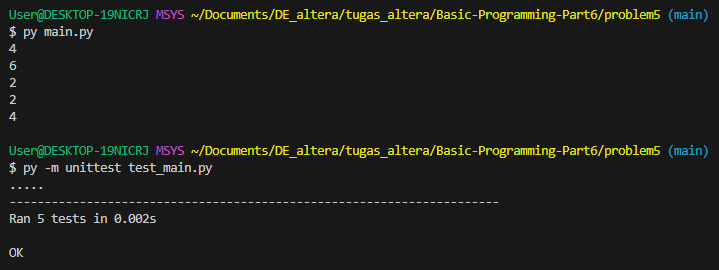 User@DESKTOP-19NICRJ MSYS ~/Documents/DE_altera/tugas_altera/Basic-Programming-Part6/problem5 (main)
$ py main.py
4
6
2
2
4
User@DESKTOP-19NICRJ MSYS ~/Documents/DE_altera/tugas_altera/Basic-Programming-Part6/problem5 (main)
$ py -m unittest test_main.py
.....
----------------------------------------------------------------------
Ran 5 tests in 0.002s
OK